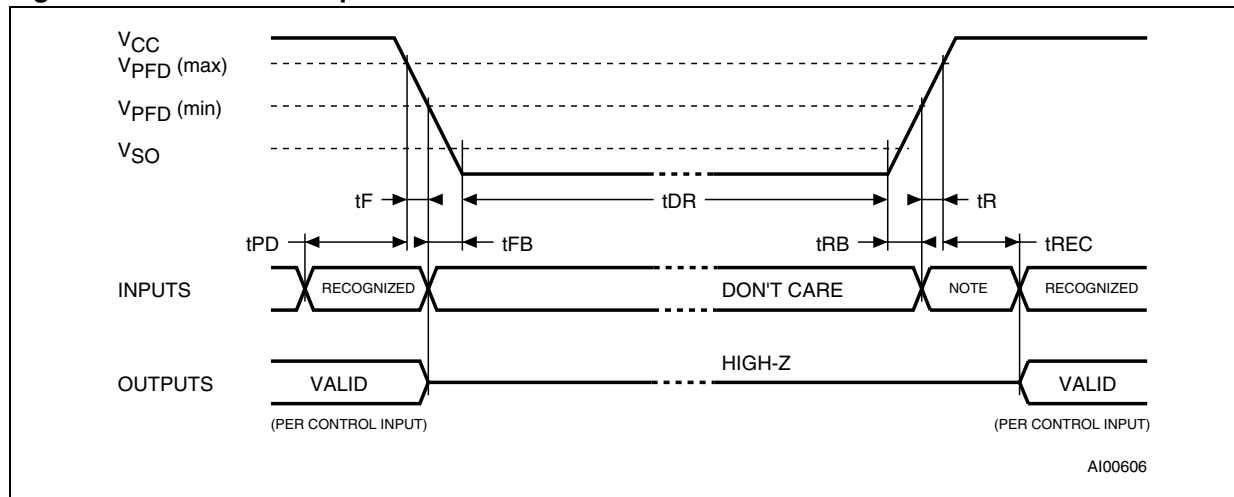 VCC
VPFD (max)
VPFD (min)
VSO
tF
tDR
tR
tPD
tFB
tRB
tREC
INPUTS
RECOGNIZED
DON'T CARE
NOTE
RECOGNIZED
HIGH-Z
OUTPUTS
VALID
VALID
(PER CONTROL INPUT)
(PER CONTROL INPUT)
AI00606